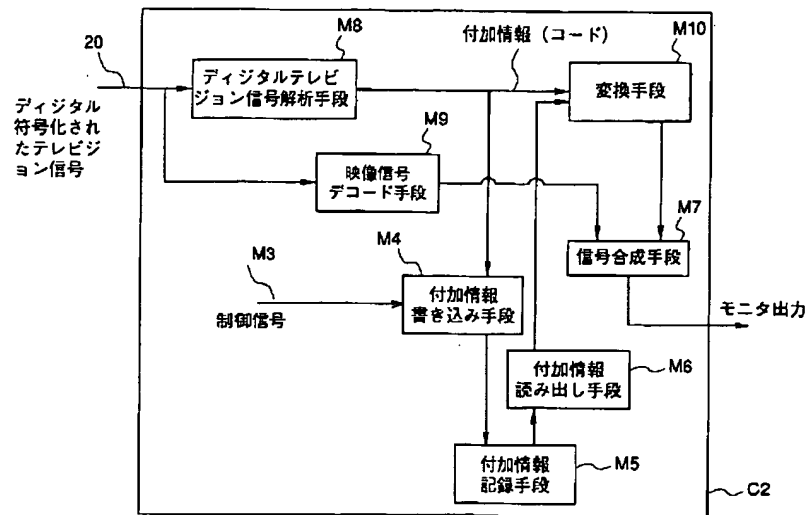 20
ディジタル
符号化され
たテレビジ
ョン信号
M8
ディジタルテレビ
ジョン信号解析手段
付加情報（コード）
M10
変換手段
M9
映像信号
デコード手段
M7
信号合成手段
M3
制御信号
M4
付加情報
書き込み手段
モニタ出力
M6
付加情報
読み出し手段
M5
付加情報
記録手段
C2